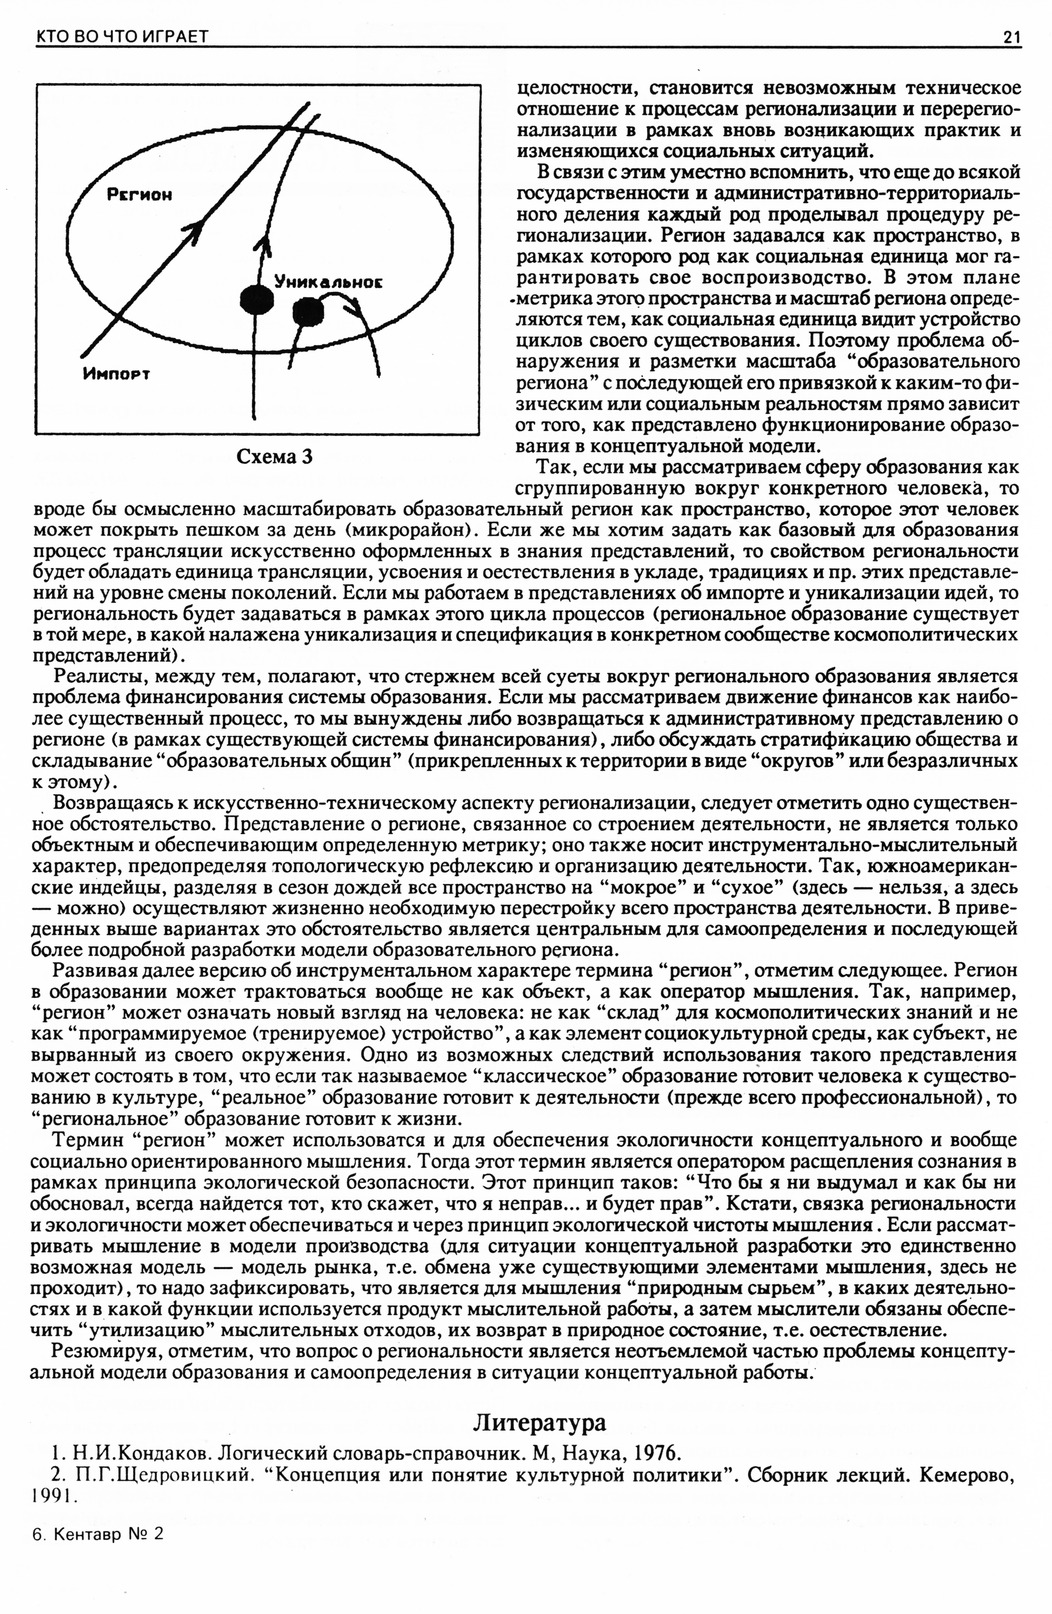 КТО ВО ЧТО ИГРАЕТ 21
Регион
Уникальное
Импорт
Схема 3
целостности, становится невозможным техническое
отношение к процессам регионализации и перерегио-
нализации в рамках вновь возникающих практик и
изменяющихся социальных ситуаций.
В связи с этим уместно вспомнить, что еще до всякой
государственности и административно-территориаль-
ного деления каждый род проделывал процедуру ре-
гионализации. Регион задавался как пространство, в
рамках которого род как социальная единица мог га-
рантировать свое воспроизводство. В этом плане
метрика этого пространства и масштаб региона опреде-
ляются тем, как социальная единица видит устройство
циклов своего существования. Поэтому проблема об-
наружения и разметки масштаба “образовательного
региона” с последующей его привязкой к каким-то фи-
зическим или социальным реальностям прямо зависит
от того, как представлено функционирование образо-
вания в концептуальной модели.
Так, если мы рассматриваем сферу образования как
сгруппированную вокруг конкретного человека, то
вроде бы осмысленно масштабировать образовательный регион как пространство, которое этот человек
может покрыть пешком за день (микрорайон). Если же мы хотим задать как базовый для образования
процесс трансляции искусственно оформленных в знания представлений, то свойством региональности
будет обладать единица трансляции, усвоения и оестествления в укладе, традициях и пр. этих представле-
ний на уровне смены поколений. Если мы работаем в представлениях об импорте и уникализации идей, то
региональность будет задаваться в рамках этого цикла процессов (региональное образование существует
в той мере, в какой налажена уникализация и спецификация в конкретном сообществе космополитических
представлений).
Реалисты, между тем, полагают, что стержнем всей суеты вокруг регионального образования является
проблема финансирования системы образования. Если мы рассматриваем движение финансов как наибо-
лее существенный процесс, то мы вынуждены либо возвращаться к административному представлению о
регионе (в рамках существующей системы финансирования), либо обсуждать стратификацию общества и
складывание “образовательных общин” (прикрепленных к территории в виде “округов” или безразличных
к этому).
Возвращаясь к искусственно-техническому аспекту регионализации, следует отметить одно существен-
ное обстоятельство. Представление о регионе, связанное со строением деятельности, не является только
объектным и обеспечивающим определенную метрику; оно также носит инструментально-мыслительный
характер, предопределяя топологическую рефлексию и организацию деятельности. Так, южноамерикан-
ские индейцы, разделяя в сезон дождей все пространство на “мокрое” и “сухое” (здесь — нельзя, а здесь
— можно) осуществляют жизненно необходимую перестройку всего пространства деятельности. В приве-
денных выше вариантах это обстоятельство является центральным для самоопределения и последующей
более подробной разработки модели образовательного региона.
Развивая далее версию об инструментальном характере термина “регион”, отметим следующее. Регион
в образовании может трактоваться вообще не как объект, а как оператор мышления. Так, например,
“регион” может означать новый взгляд на человека: не как “склад” для космополитических знаний и не
как “программируемое (тренируемое) устройство”, а как элемент социокультурной среды, как субъект, не
вырванный из своего окружения. Одно из возможных следствий использования такого представления
может состоять в том, что если так называемое “классическое” образование готовит человека к существо-
ванию в культуре, “реальное” образование готовит к деятельности (прежде всего профессиональной), то
“региональное” образование готовит к жизни.
Термин “регион” может использоватся и для обеспечения экологичности концептуального и вообще
социально ориентированного мышления. Тогда этот термин является оператором расщепления сознания в
рамках принципа экологической безопасности. Этот принцип таков: “Что бы я ни выдумал и как бы ни
обосновал, всегда найдется тот, кто скажет, что я неправ... и будет прав”. Кстати, связка региональности
и экологичности может обеспечиваться и через принцип экологической чистоты мышления . Если рассмат-
ривать мышление в модели производства (для ситуации концептуальной разработки это единственно
возможная модель — модель рынка, т.е. обмена уже существующими элементами мышления, здесь не
проходит), то надо зафиксировать, что является для мышления “природным сырьем”, в каких деятельно-
стях и в какой функции используется продукт мыслительной работы, а затем мыслители обязаны обеспе-
чить “утилизацию” мыслительных отходов, их возврат в природное состояние, т.е. оестествление.
Резюмируя, отметим, что вопрос о региональности является неотъемлемой частью проблемы концепту-
альной модели образования и самоопределения в ситуации концептуальной работы.
Литература
1. Н.И.Кондаков. Логический словарь-справочник. М, Наука, 1976.
2. П.Г.Щедровицкий. “Концепция или понятие культурной политики”. Сборник лекций. Кемерово,
1991.
6. Кентавр № 2